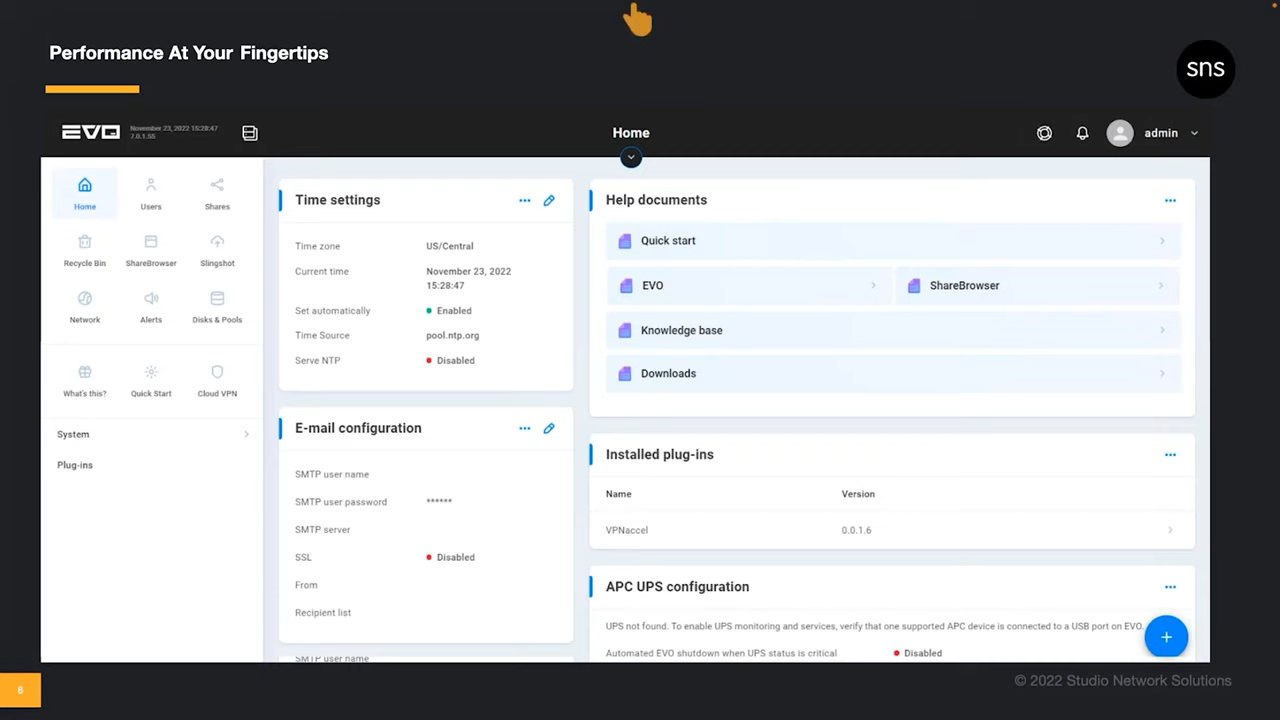 Performance At Your Fingertips
sns
EVO
November 23, 2022 15:28:47
7.0.1.55
Home
admin
Home
Users
Shares
Recycle Bin
ShareBrowser
Slingshot
Network
Alerts
Disks & Pools
What's this?
Quick Start
Cloud VPN
System
Plug-ins
Time settings
Time zone US/Central
Current time November 23, 2022
15:28:47
Set automatically Enabled
Time Source pool.ntp.org
Serve NTP Disabled
E-mail configuration
SMTP user name
SMTP user password ******
SMTP server
SSL Disabled
From
Recipient list
SMTP user name
Help documents
Quick start
EVO
ShareBrowser
Knowledge base
Downloads
Installed plug-ins
Name Version
VPNaccel 0.0.1.6
APC UPS configuration
UPS not found. To enable UPS monitoring and services, verify that one supported APC device is connected to a USB port on EVO.
Automated EVO shutdown when UPS status is critical Disabled
6
© 2022 Studio Network Solutions